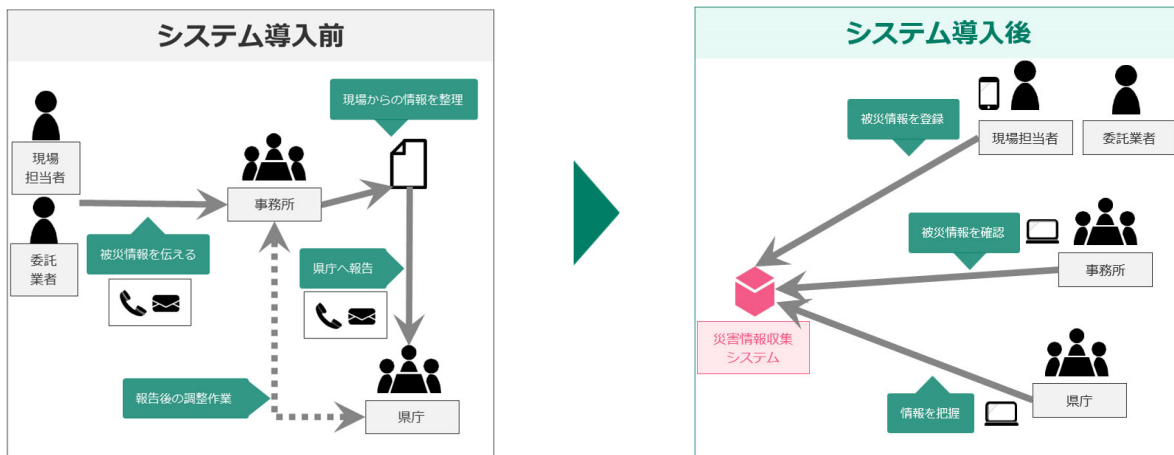 システム導入前
現場からの情報を整理
現場
担当者
事務所
委託
業者
被災情報を伝える
県庁へ報告
報告後の調整作業
県庁
システム導入後
被災情報を登録
現場担当者
委託業者
被災情報を確認
事務所
災害情報収集
システム
情報を把握
県庁